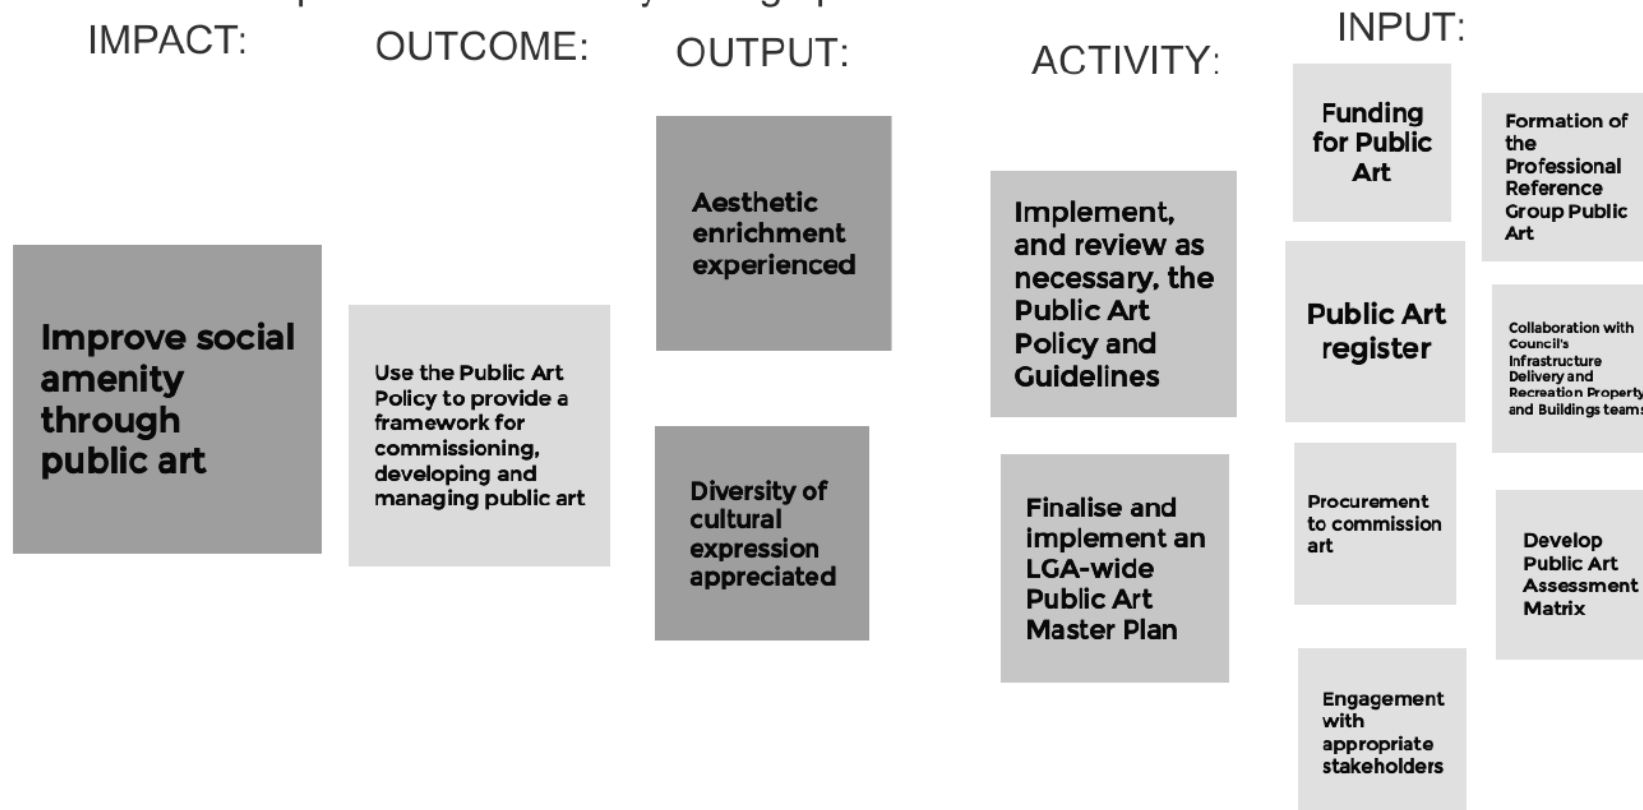 IMPACT:
OUTCOME:
OUTPUT:
ACTIVITY:
INPUT:
Improve social
amenity
through
public art
Use the Public Art
Policy to provide a
framework for
commissioning,
developing and
managing public art
Aesthetic
enrichment
experienced
Diversity of
cultural
expression
appreciated
Implement,
and review as
necessary, the
Public Art
Policy and
Guidelines
Finalise and
implement an
LGA-wide
Public Art
Master Plan
Funding
for Public
Art
Public Art
register
Procurement
to commission
art
Engagement
with
appropriate
stakeholders
Formation of
the
Professional
Reference
Group Public
Art
Collaboration with
Council's
Infrastructure
Delivery and
Recreation Property
and Buildings teams
Develop
Public Art
Assessment
Matrix